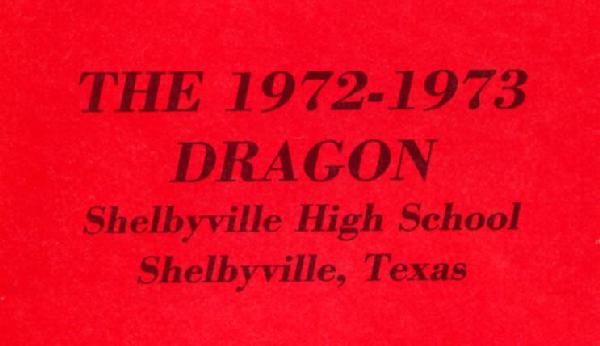 THE 1972-1973
DRAGON
Shelbyville High School
Shelbyville, Texas